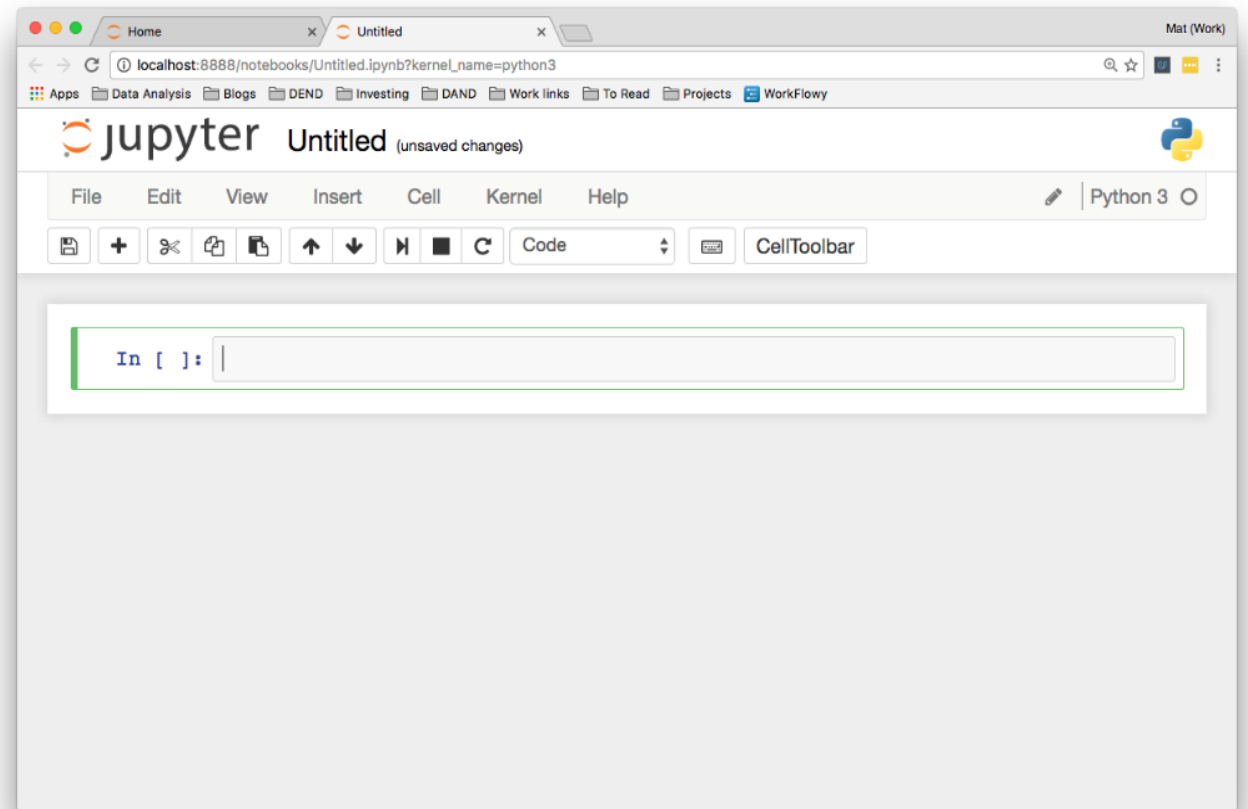 Home Untitled Mat (Work)
localhost:8888/notebooks/Untitled.ipynb?kernel_name=python3
Apps Data Analysis Blogs DEND Investing DAND Work links To Read Projects WorkFlowy
jupyter Untitled (unsaved changes)
File Edit View Insert Cell Kernel Help Python 3
Code CellToolbar
In [ ]: